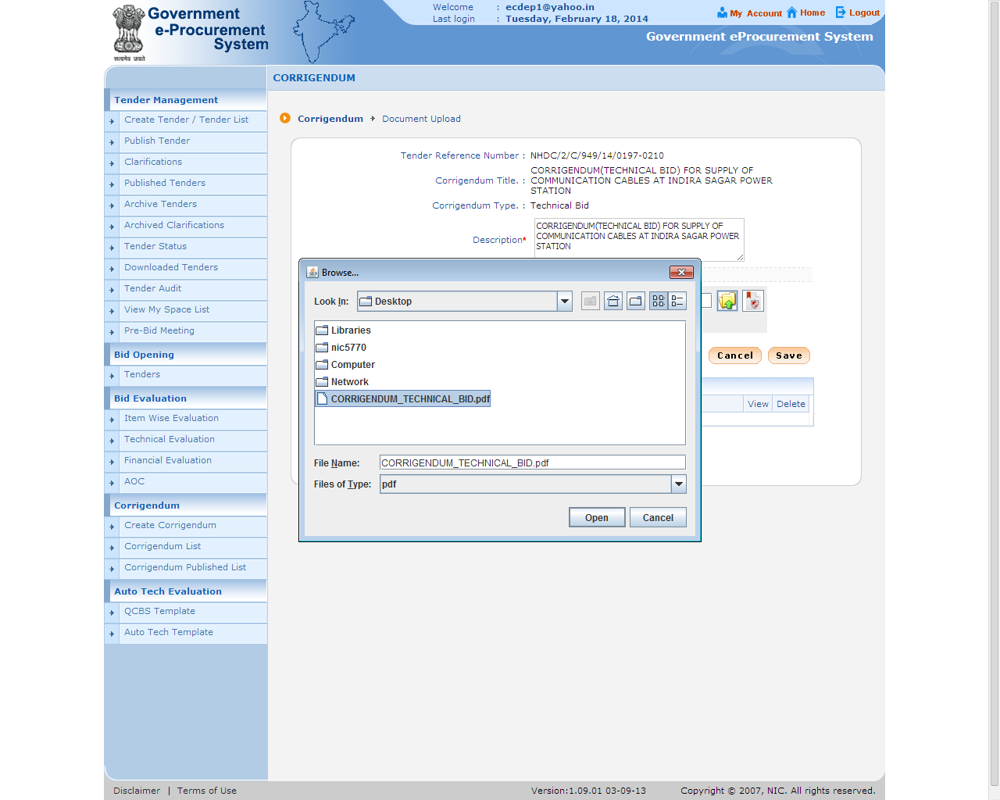 Government
e-Procurement
System
सत्यमेव जयते
Welcome : ecdep1@yahoo.in
Last login : Tuesday, February 18, 2014
My Account Home Logout
Government eProcurement System
CORRIGENDUM
Tender Management
Create Tender / Tender List
Publish Tender
Clarifications
Published Tenders
Archive Tenders
Archived Clarifications
Tender Status
Downloaded Tenders
Tender Audit
View My Space List
Pre-Bid Meeting
Bid Opening
Tenders
Bid Evaluation
Item Wise Evaluation
Technical Evaluation
Financial Evaluation
AOC
Corrigendum
Create Corrigendum
Corrigendum List
Corrigendum Published List
Auto Tech Evaluation
QCBS Template
Auto Tech Template
Corrigendum Document Upload
Tender Reference Number : NHDC/2/C/949/14/0197-0210
Corrigendum Title. : CORRIGENDUM(TECHNICAL BID) FOR SUPPLY OF
COMMUNICATION CABLES AT INDIRA SAGAR POWER
STATION
Corrigendum Type. : Technical Bid
Description* CORRIGENDUM(TECHNICAL BID) FOR SUPPLY OF
COMMUNICATION CABLES AT INDIRA SAGAR POWER
STATION
Browse...
Look In: Desktop
Libraries
nic5770
Computer
Network
CORRIGENDUM_TECHNICAL_BID.pdf
File Name: CORRIGENDUM_TECHNICAL_BID.pdf
Files of Type: pdf
Open Cancel
Cancel Save
View Delete
Disclaimer | Terms of Use
Version:1.09.01 03-09-13
Copyright © 2007, NIC. All rights reserved.